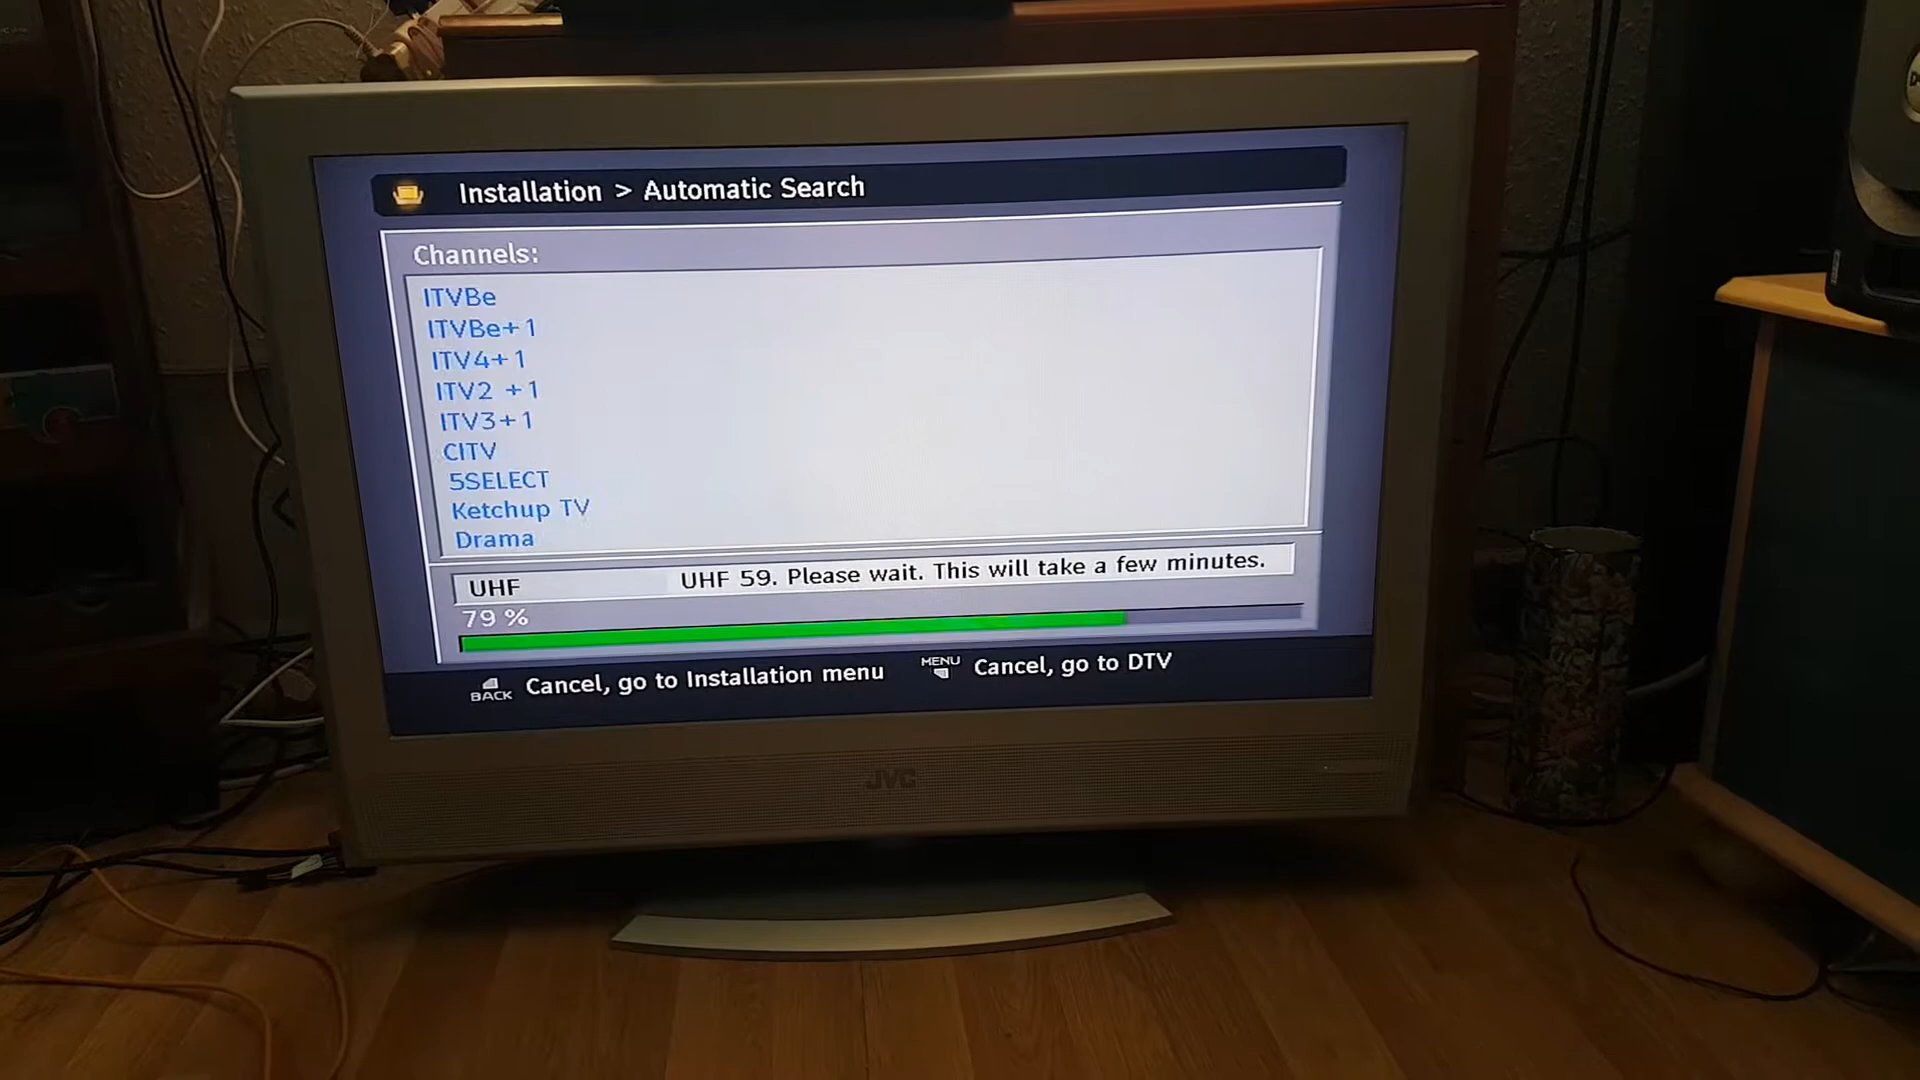 Installation > Automatic Search
Channels:
ITVBe
ITVBe+1
ITV4+1
ITV2 +1
ITV3+1
CITV
5SELECT
Ketchup TV
Drama
UHF UHF 59. Please wait. This will take a few minutes.
79 %
BACK Cancel, go to Installation menu MENU Cancel, go to DTV
JVC